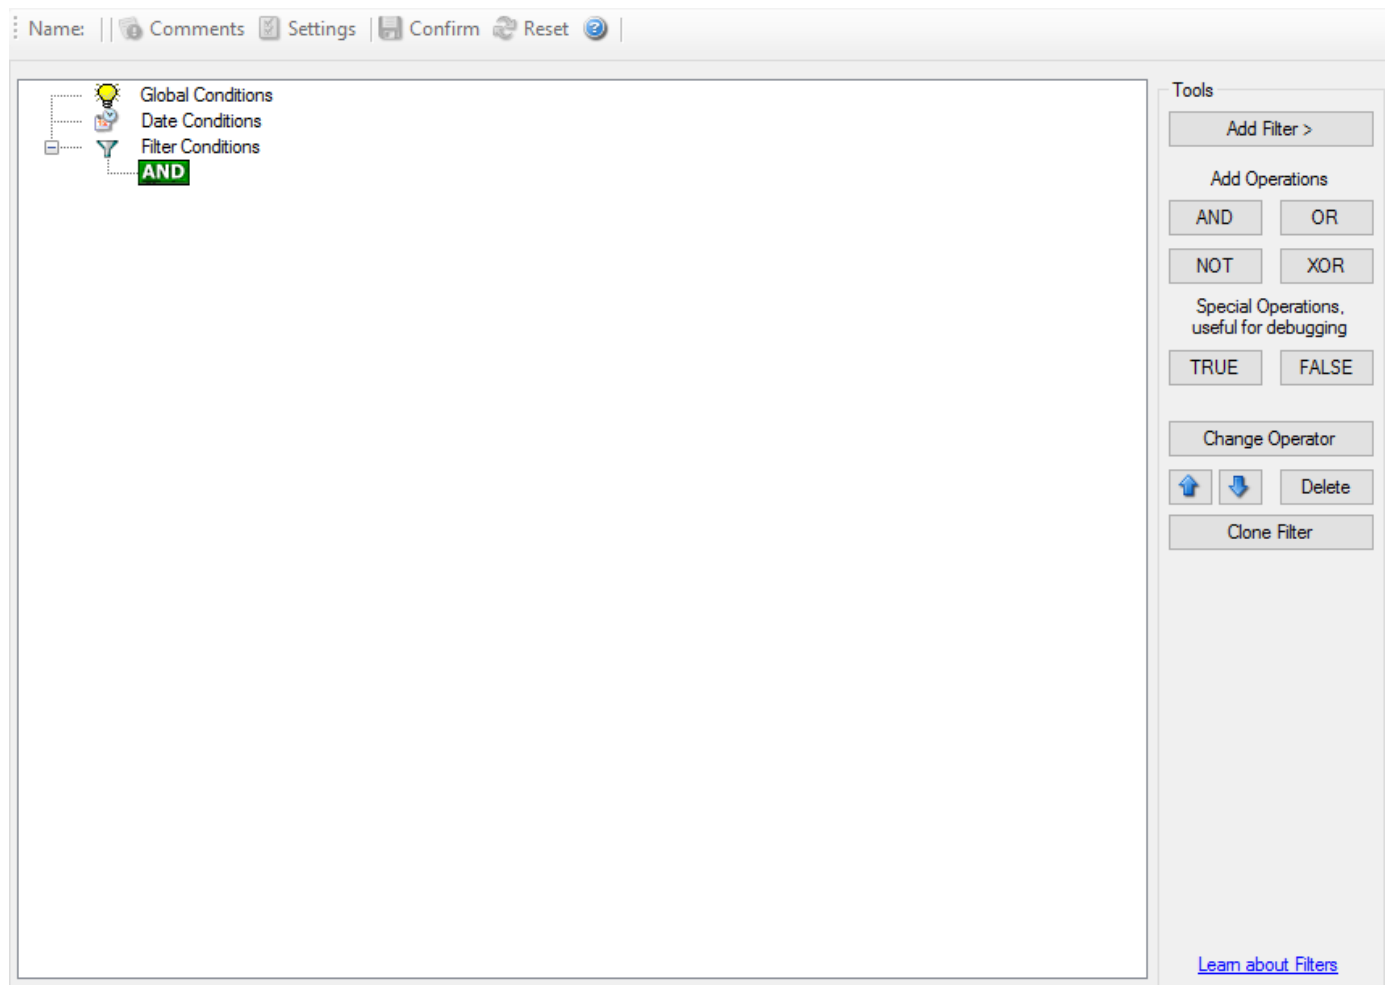 Name: Comments Settings Confirm Reset
Global Conditions
Date Conditions
Filter Conditions
AND
Tools
Add Filter >
Add Operations
AND OR
NOT XOR
Special Operations,
useful for debugging
TRUE FALSE
Change Operator
Delete
Clone Filter
Learn about Filters